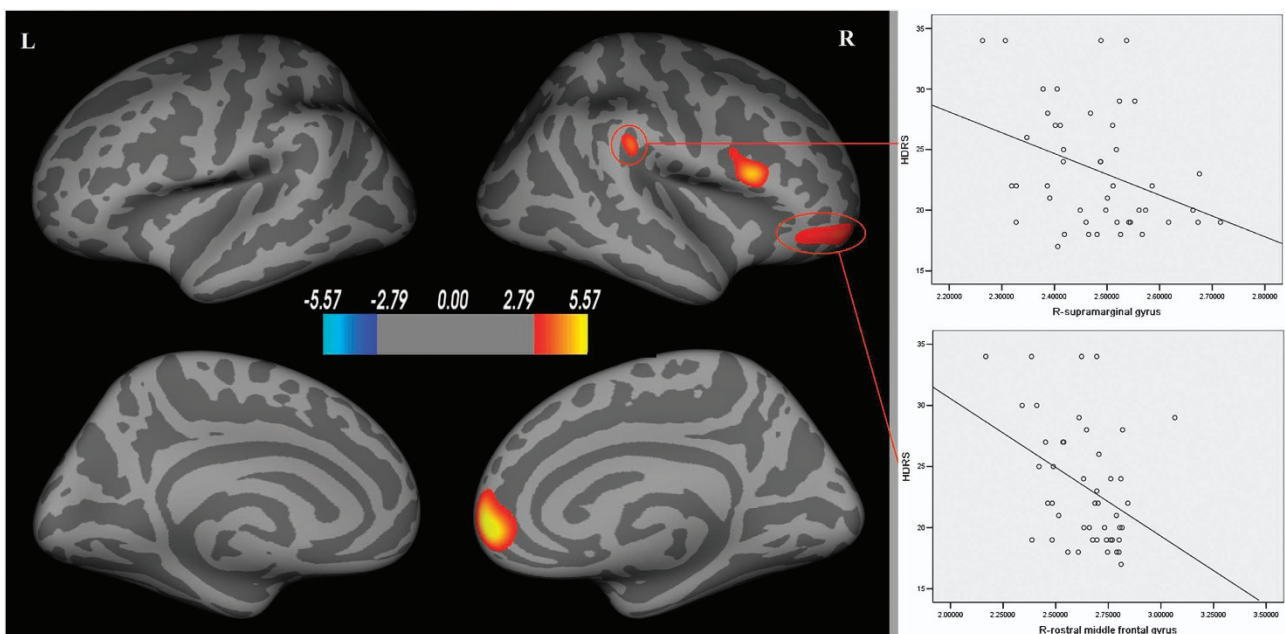 L
R
-5.57 -2.79 0.00 2.79 5.57
35
30
25
20
15
HDRS
2.20000 2.30000 2.40000 2.50000 2.60000 2.70000 2.80000
R-supramarginal gyrus
35
30
25
20
15
HDRS
2.00000 2.25000 2.50000 2.75000 3.00000 3.25000 3.50000
R-rostral middle frontal gyrus